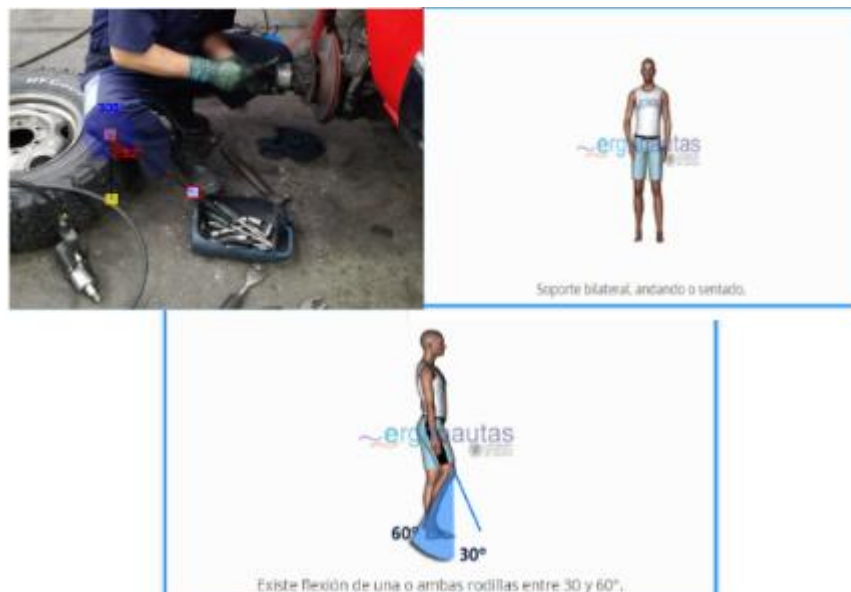 ergonautas
Soporte bilateral, andando o sentado.
ergonautas
60°
30°
Existe flexión de una o ambas rodillas entre 30 y 60°.